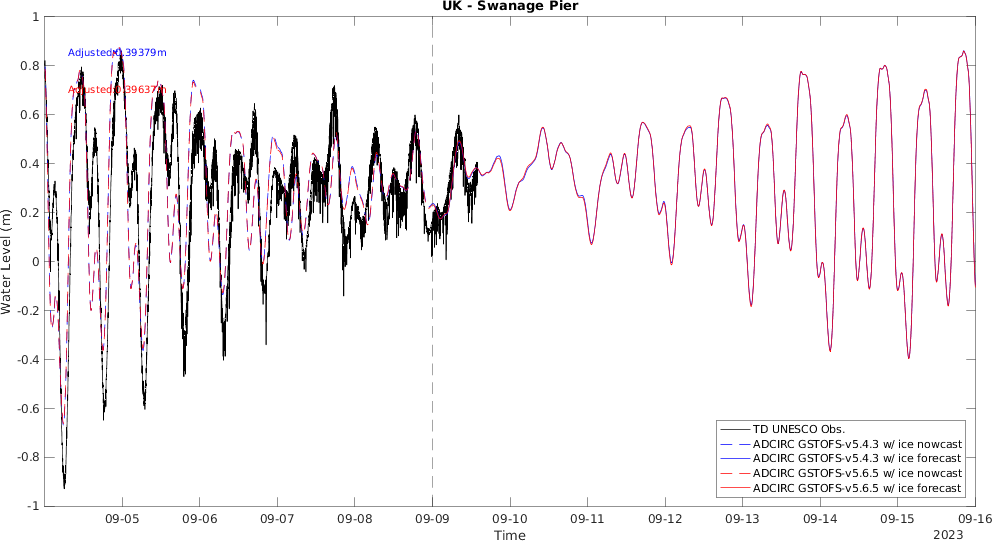 UK - Swanage Pier
Water Level (m)
1
0.8
0.6
0.4
0.2
0
-0.2
-0.4
-0.6
-0.8
-1
Adjusted:0.39379m
Adjusted:0.39637m
TD UNESCO Obs.
ADCIRC GSTOFS-v5.4.3 w/ ice nowcast
ADCIRC GSTOFS-v5.4.3 w/ ice forecast
ADCIRC GSTOFS-v5.6.5 w/ ice nowcast
ADCIRC GSTOFS-v5.6.5 w/ ice forecast
09-05 09-06 09-07 09-08 09-09 09-10 09-11 09-12 09-13 09-14 09-15 09-16
Time
2023